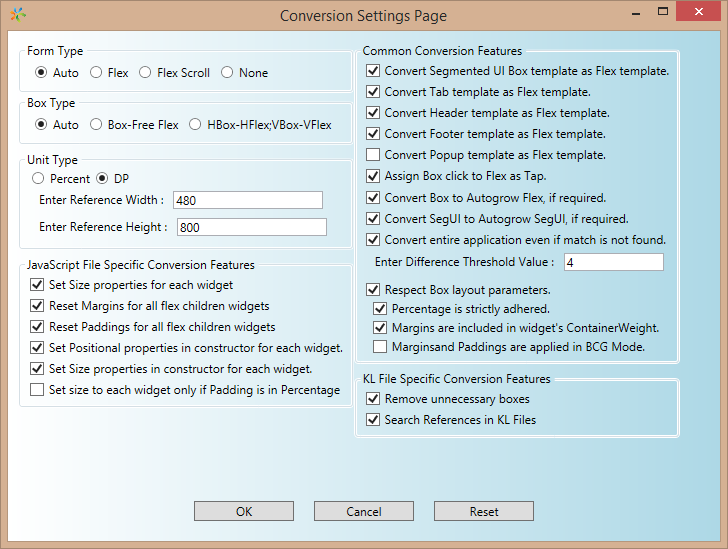 Conversion Settings Page
Form Type
Auto Flex Flex Scroll None
Box Type
Auto Box-Free Flex HBox-HFlex;VBox-VFlex
Unit Type
Percent DP
Enter Reference Width : 480
Enter Reference Height : 800
JavaScript File Specific Conversion Features
Set Size properties for each widget
Reset Margins for all flex children widgets
Reset Paddings for all flex children widgets
Set Positional properties in constructor for each widget.
Set Size properties in constructor for each widget.
Set size to each widget only if Padding is in Percentage
Common Conversion Features
Convert Segmented UI Box template as Flex template.
Convert Tab template as Flex template.
Convert Header template as Flex template.
Convert Footer template as Flex template.
Convert Popup template as Flex template.
Assign Box click to Flex as Tap.
Convert Box to Autogrow Flex, if required.
Convert SegUI to Autogrow SegUI, if required.
Convert entire application even if match is not found.
Enter Difference Threshold Value : 4
Respect Box layout parameters.
Percentage is strictly adhered.
Margins are included in widget's ContainerWeight.
Marginsand Paddings are applied in BCG Mode.
KL File Specific Conversion Features
Remove unnecessary boxes
Search References in KL Files
OK Cancel Reset